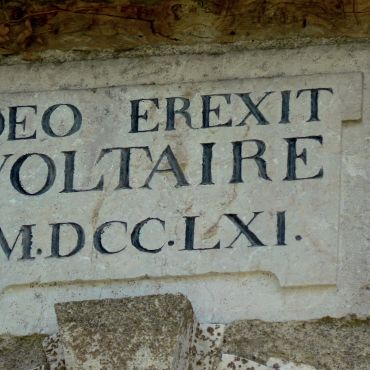 DEO EREXIT
VOLTAIRE
M.DCC.LXI.